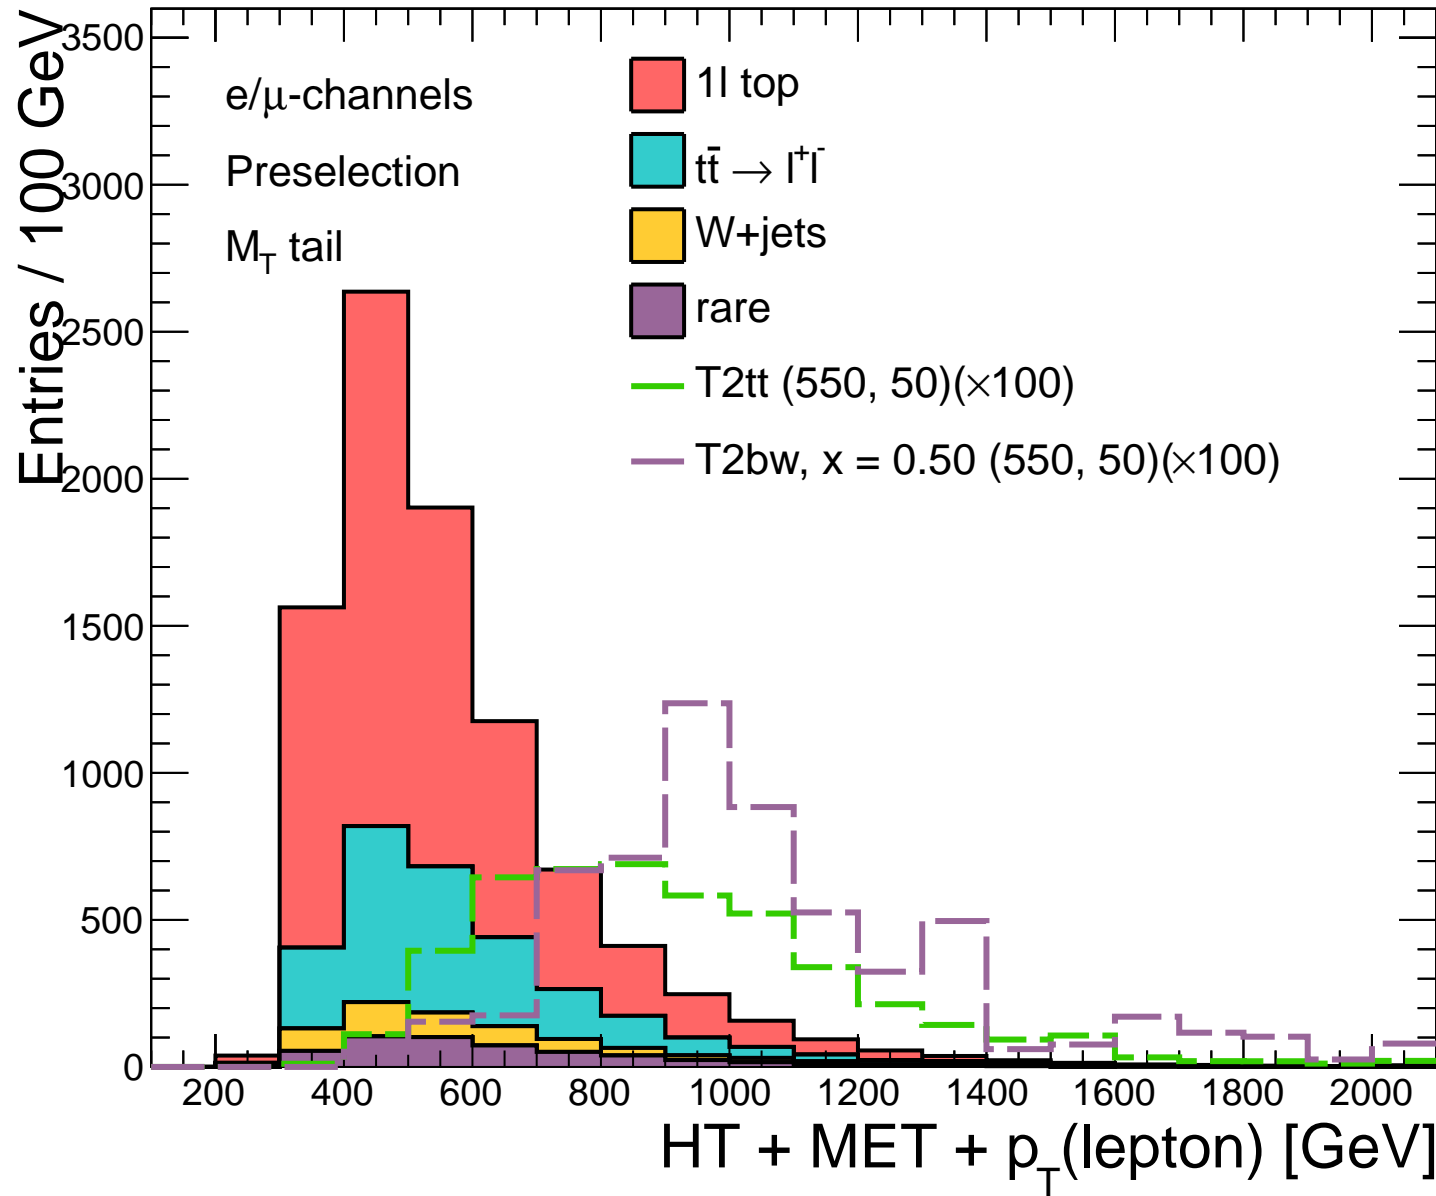 Entries / 100 GeV
3500
3000
2500
2000
1500
1000
500
0
e/μ-channels
Preselection
M_T tail
1l top
tt̄ → l⁺l⁻
W+jets
rare
T2tt (550, 50)(×100)
T2bw, x = 0.50 (550, 50)(×100)
200 400 600 800 1000 1200 1400 1600 1800 2000
HT + MET + p_T(lepton) [GeV]